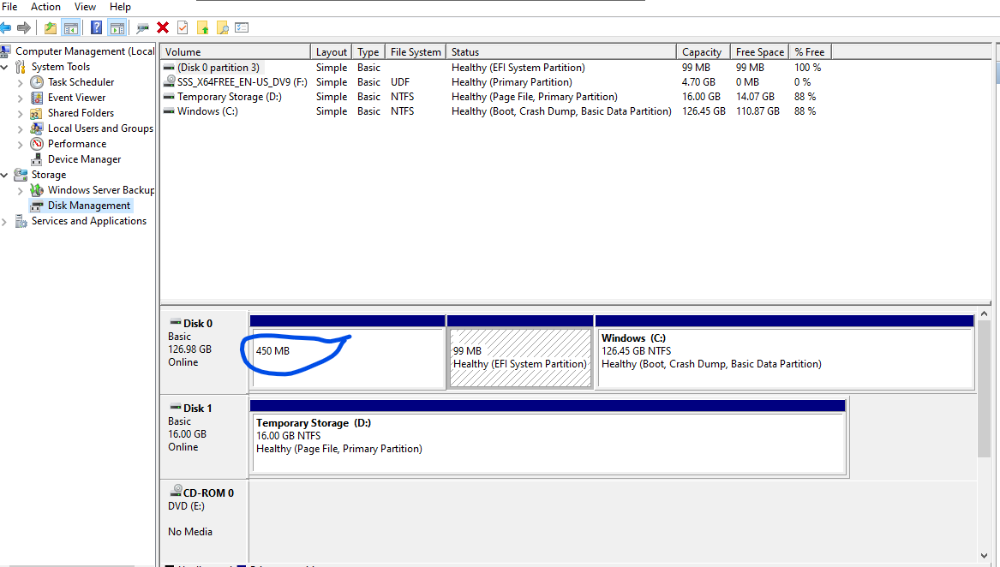 File Action View Help
Computer Management (Local
System Tools
Task Scheduler
Event Viewer
Shared Folders
Local Users and Groups
Performance
Device Manager
Storage
Windows Server Backup
Disk Management
Services and Applications
Volume Layout Type File System Status Capacity Free Space % Free
(Disk 0 partition 3) Simple Basic Healthy (EFI System Partition) 99 MB 99 MB 100 %
SSS_X64FREE_EN-US_DV9 (F:) Simple Basic UDF Healthy (Primary Partition) 4.70 GB 0 MB 0 %
Temporary Storage (D:) Simple Basic NTFS Healthy (Page File, Primary Partition) 16.00 GB 14.07 GB 88 %
Windows (C:) Simple Basic NTFS Healthy (Boot, Crash Dump, Basic Data Partition) 126.45 GB 110.87 GB 88 %
Disk 0
Basic
126.98 GB
Online
450 MB
99 MB
Healthy (EFI System Partition)
Windows (C:)
126.45 GB NTFS
Healthy (Boot, Crash Dump, Basic Data Partition)
Disk 1
Basic
16.00 GB
Online
Temporary Storage (D:)
16.00 GB NTFS
Healthy (Page File, Primary Partition)
CD-ROM 0
DVD (E:)
No Media